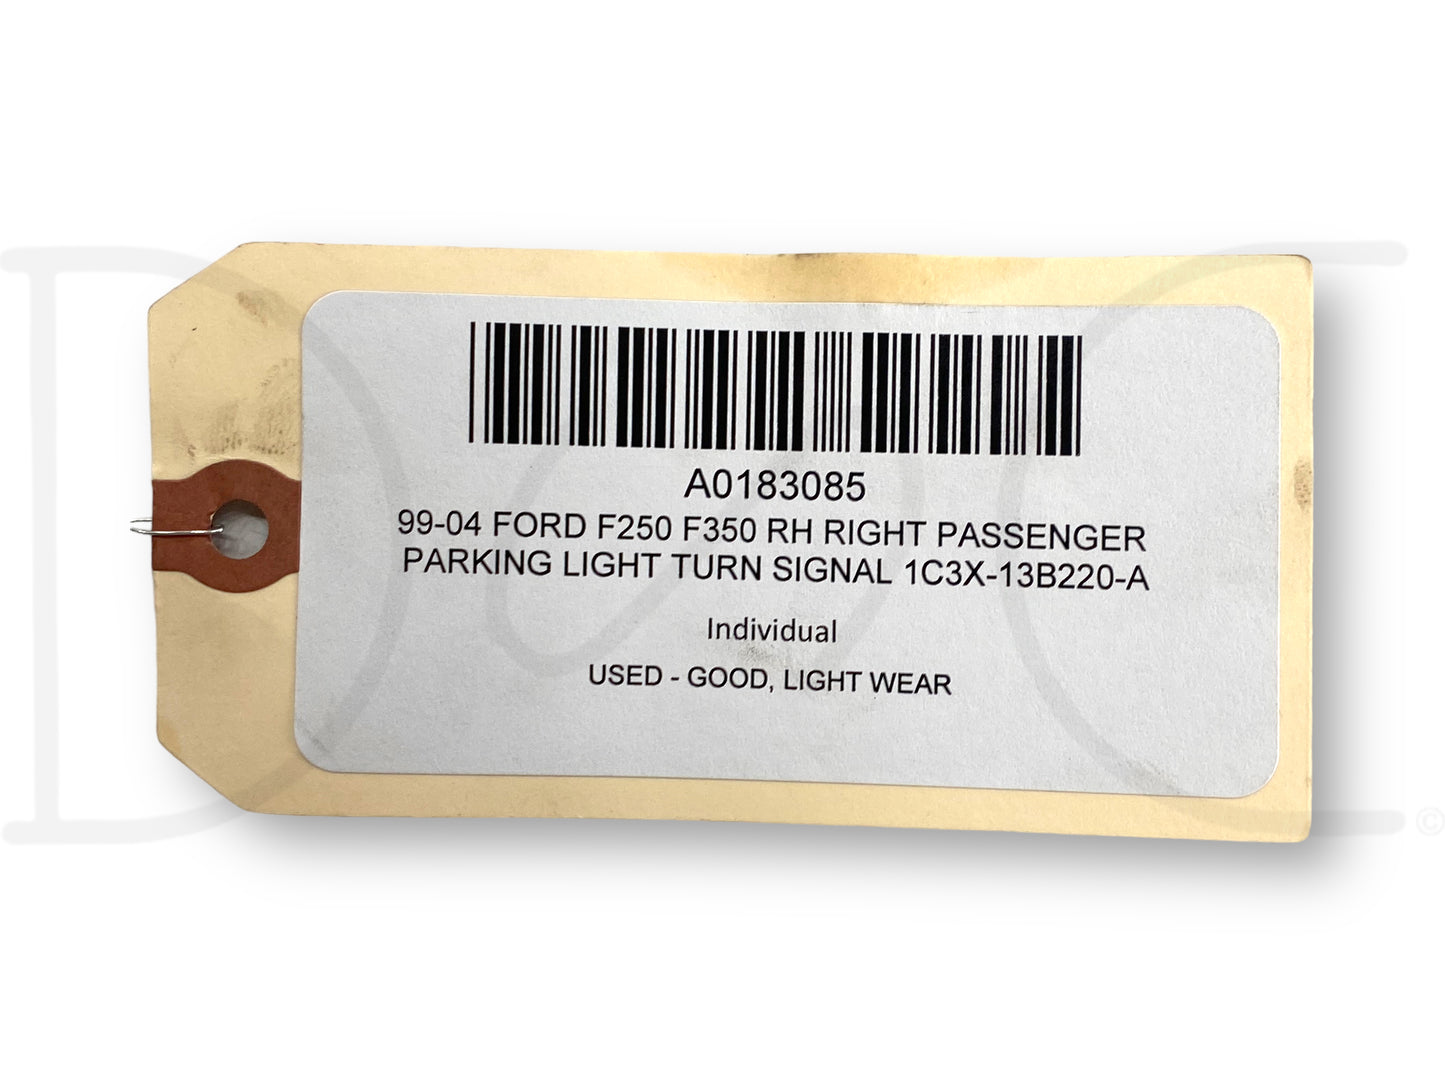 A0183085
99-04 FORD F250 F350 RH RIGHT PASSENGER
PARKING LIGHT TURN SIGNAL 1C3X-13B220-A
Individual
USED - GOOD, LIGHT WEAR
©